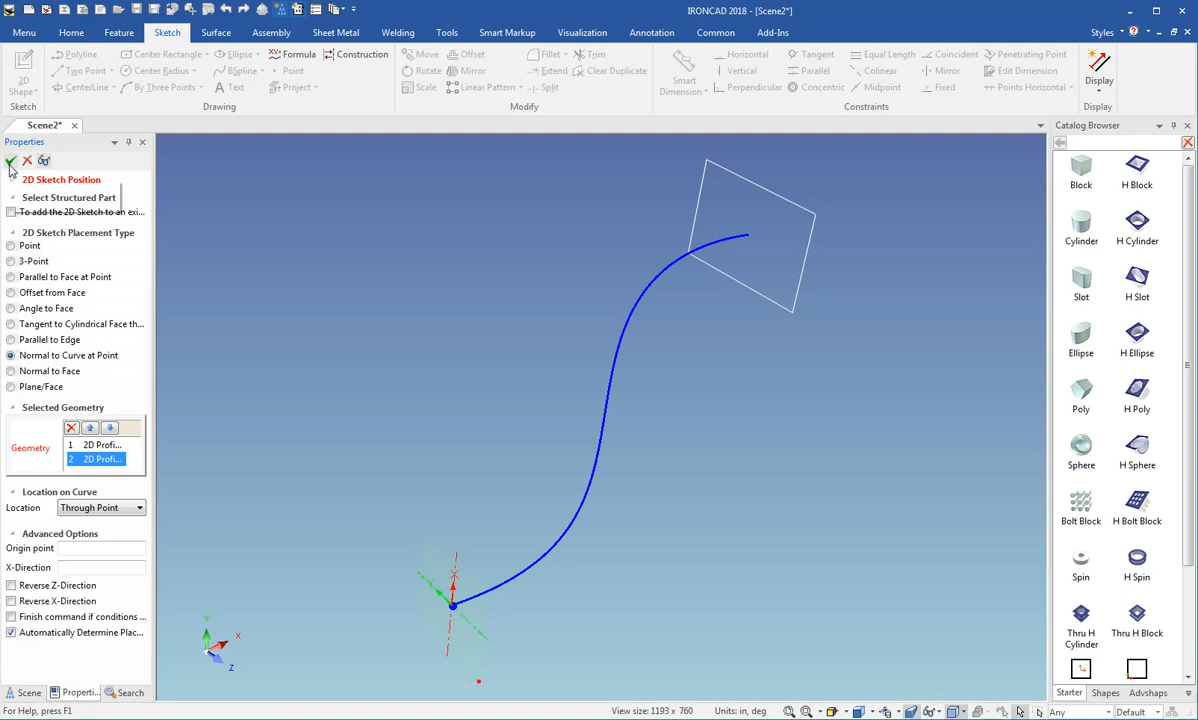 IRONCAD 2018 - [Scene2*]
Menu Home Feature Sketch Surface Assembly Sheet Metal Welding Tools Smart Markup Visualization Annotation Common Add-Ins Styles
Polyline Center Rectangle Ellipse Formula Construction Move Offset Fillet Trim Horizontal Tangent Equal Length Coincident Penetrating Point
2D Shape Two Point Center Radius BSpline Point Rotate Mirror Extend Clear Duplicate Smart Dimension Vertical Parallel Colinear Mirror Edit Dimension Display
CenterLine By Three Points Text Project Scale Linear Pattern Split Perpendicular Concentric Midpoint Fixed Points Horizontal
Sketch Drawing Modify Constraints Display
Scene2*
Properties
2D Sketch Position
Select Structured Part
To add the 2D Sketch to an exi...
2D Sketch Placement Type
Point
3-Point
Parallel to Face at Point
Offset from Face
Angle to Face
Tangent to Cylindrical Face th...
Parallel to Edge
Normal to Curve at Point
Normal to Face
Plane/Face
Selected Geometry
Geometry
1 2D Profi...
2 2D Profi...
Location on Curve
Location Through Point
Advanced Options
Origin point
X-Direction
Reverse Z-Direction
Reverse X-Direction
Finish command if conditions ...
Automatically Determine Plac...
Scene Properti... Search
X
Y
Y
X
Z
Catalog Browser
Block H Block
Cylinder H Cylinder
Slot H Slot
Ellipse H Ellipse
Poly H Poly
Sphere H Sphere
Bolt Block H Bolt Block
Spin H Spin
Thru H Cylinder Thru H Block
Starter Shapes Advshaps
For Help, press F1 View size: 1193 x 760 Units: in, deg Any Default